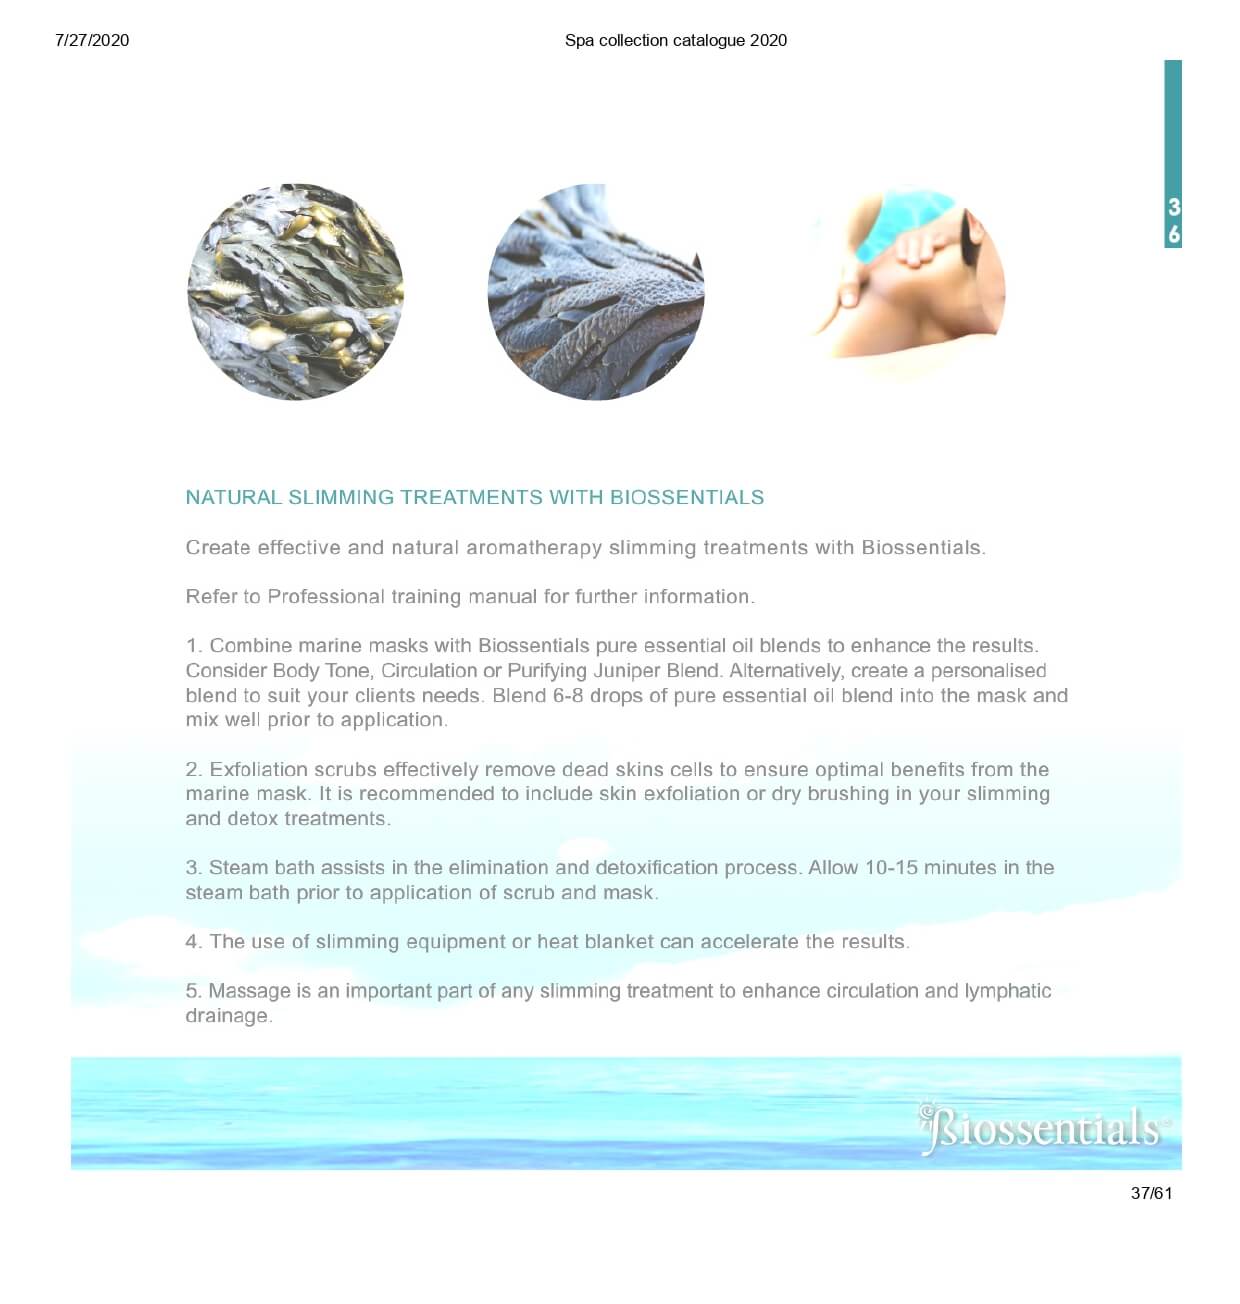 7/27/2020
Spa collection catalogue 2020
3
6
NATURAL SLIMMING TREATMENTS WITH BIOSSENTIALS
Create effective and natural aromatherapy slimming treatments with Biossentials.
Refer to Professional training manual for further information.
1. Combine marine masks with Biossentials pure essential oil blends to enhance the results.
Consider Body Tone, Circulation or Purifying Juniper Blend. Alternatively, create a personalised
blend to suit your clients needs. Blend 6-8 drops of pure essential oil blend into the mask and
mix well prior to application.
2. Exfoliation scrubs effectively remove dead skins cells to ensure optimal benefits from the
marine mask. It is recommended to include skin exfoliation or dry brushing in your slimming
and detox treatments.
3. Steam bath assists in the elimination and detoxification process. Allow 10-15 minutes in the
steam bath prior to application of scrub and mask.
4. The use of slimming equipment or heat blanket can accelerate the results.
5. Massage is an important part of any slimming treatment to enhance circulation and lymphatic
drainage.
Biossentials
37/61